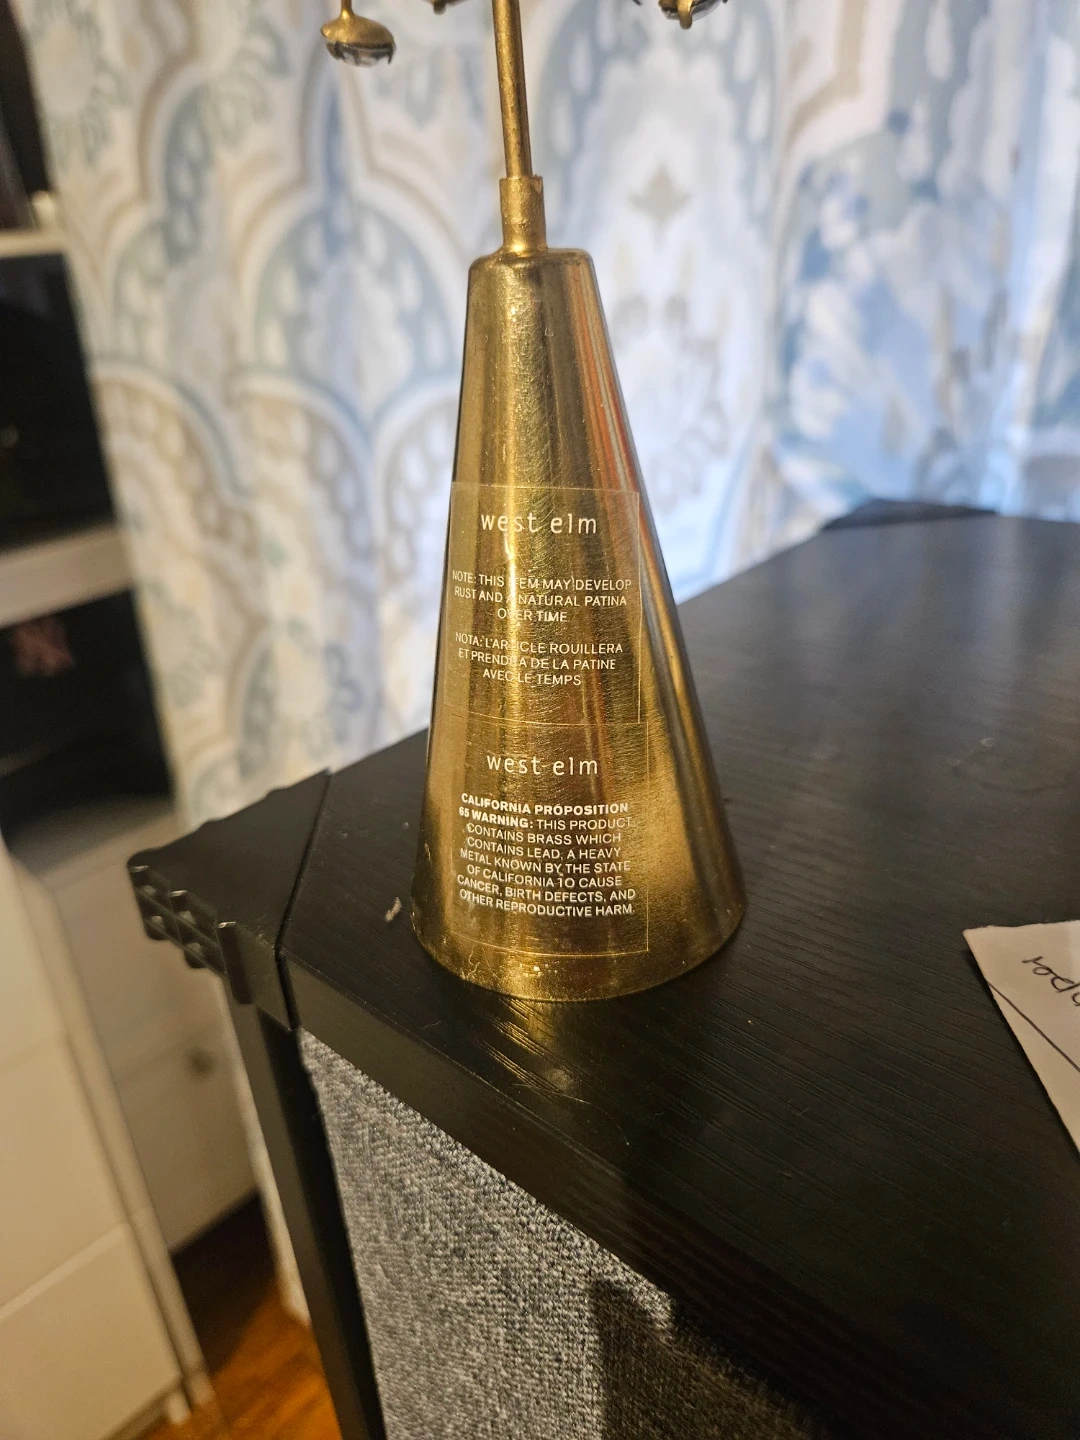 west elm
NOTE: THIS ITEM MAY DEVELOP
RUST AND A NATURAL PATINA
OVER TIME
NOTA: L'ARTICLE ROUILLERA
ET PRENDRA DE LA PATINE
AVEC LE TEMPS
west elm
CALIFORNIA PROPOSITION
65 WARNING: THIS PRODUCT
CONTAINS BRASS WHICH
CONTAINS LEAD, A HEAVY
METAL KNOWN BY THE STATE
OF CALIFORNIA TO CAUSE
CANCER, BIRTH DEFECTS, AND
OTHER REPRODUCTIVE HARM.